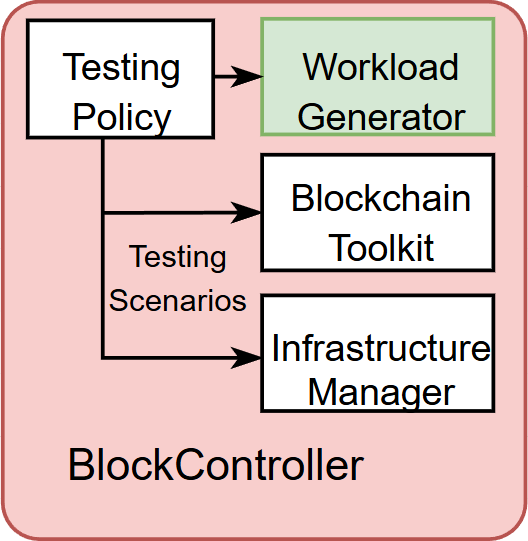 Testing
Policy
Workload
Generator
Blockchain
Toolkit
Testing
Scenarios
Infrastructure
Manager
BlockController